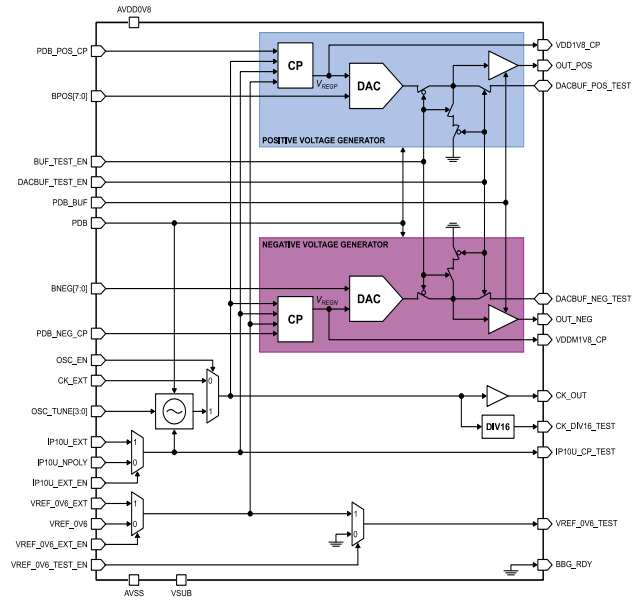 AVDD0V8
PDB_POS_CP
VDD1V8_CP
CP
OUT_POS
VREGP
DAC
BPOS[7:0]
DACBUF_POS_TEST
POSITIVE VOLTAGE GENERATOR
BUF_TEST_EN
DACBUF_TEST_EN
PDB_BUF
PDB
NEGATIVE VOLTAGE GENERATOR
BNEG[7:0]
DAC
VREGN
DACBUF_NEG_TEST
CP
OUT_NEG
PDB_NEG_CP
VDDM1V8_CP
OSC_EN
CK_EXT
0
CK_OUT
OSC_TUNE[3:0]
1
DIV16
CK_DIV16_TEST
IP10U_EXT
1
IP10U_CP_TEST
IP10U_NPOLY
0
IP10U_EXT_EN
VREF_0V6_EXT
1
VREF_0V6
0
1
VREF_0V6_TEST
0
VREF_0V6_EXT_EN
VREF_0V6_TEST_EN
BBG_RDY
AVSS
VSUB